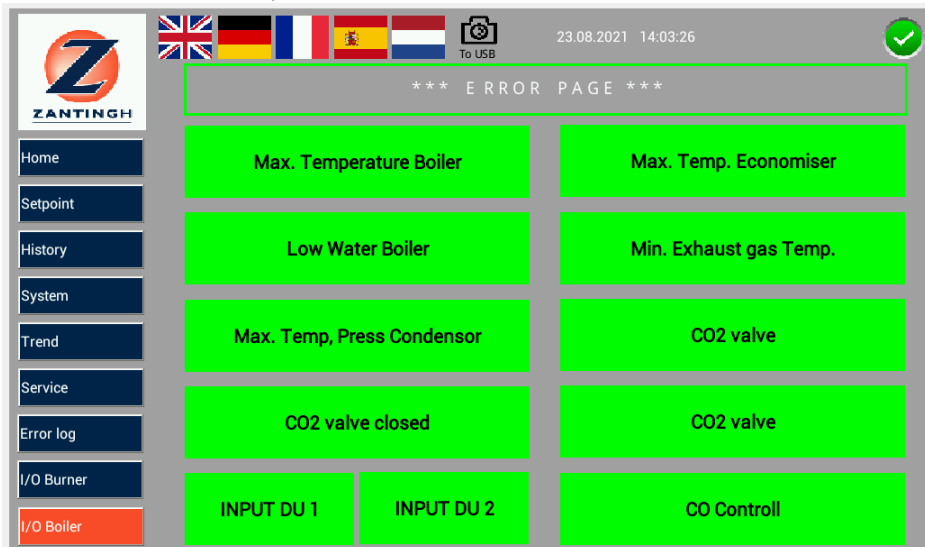 To USB
23.08.2021 14:03:26
ZANTINGH
*** ERROR PAGE ***
Home
Setpoint
History
System
Trend
Service
Error log
I/O Burner
I/O Boiler
Max. Temperature Boiler
Max. Temp. Economiser
Low Water Boiler
Min. Exhaust gas Temp.
Max. Temp, Press Condensor
CO2 valve
CO2 valve closed
CO2 valve
INPUT DU 1
INPUT DU 2
CO Controll